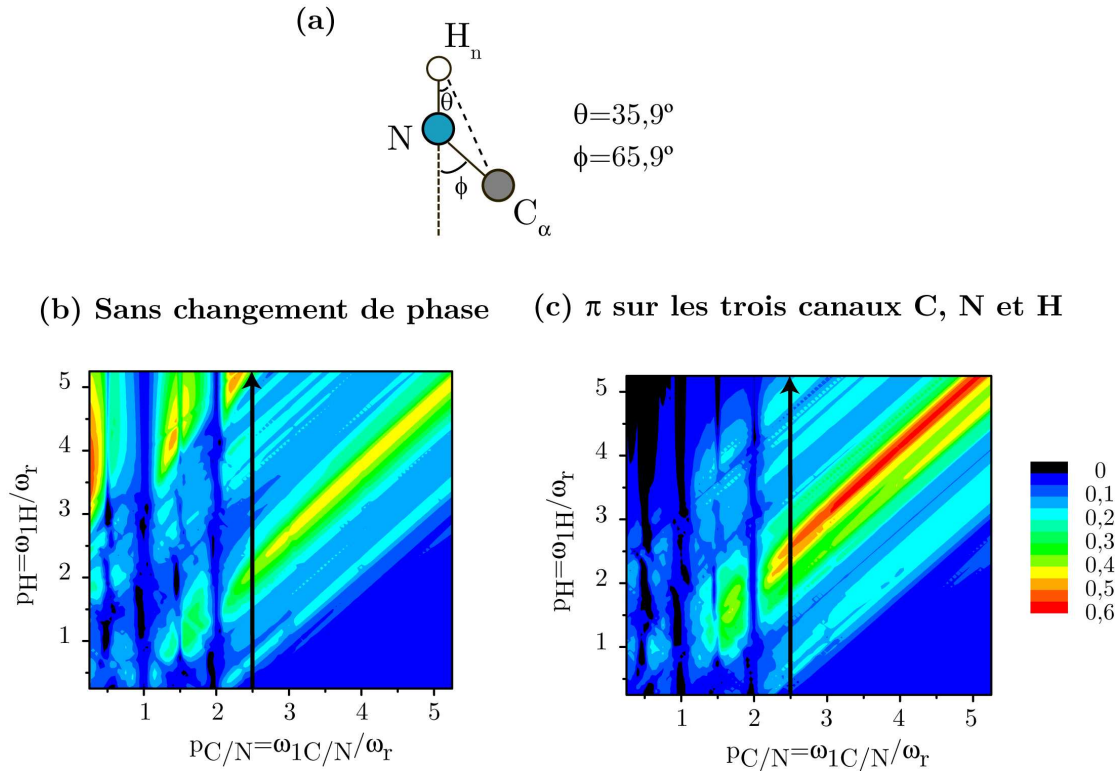 (a)
Hn
θ
N
ϕ
Cα
θ=35,9º
ϕ=65,9º
(b) Sans changement de phase
(c) π sur les trois canaux C, N et H
pH=ω1H/ωr
5
4
3
2
1
1 2 3 4 5
pC/N=ω1C/N/ωr
pH=ω1H/ωr
5
4
3
2
1
1 2 3 4 5
pC/N=ω1C/N/ωr
0
0,1
0,2
0,3
0,4
0,5
0,6